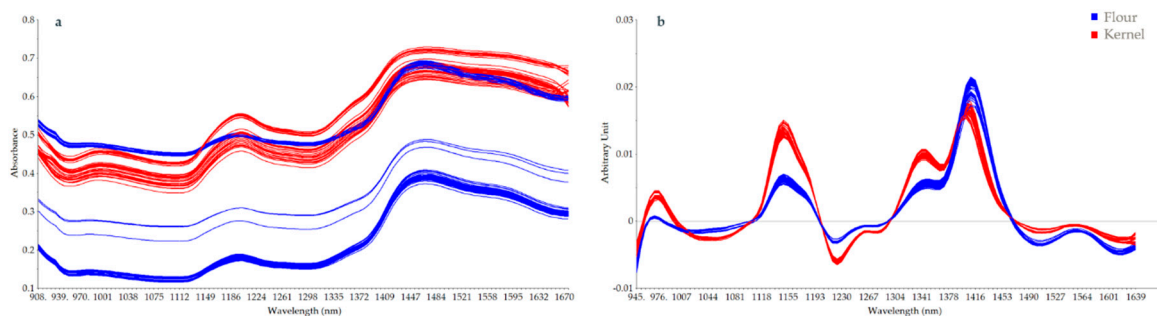 a
0.8
0.7
0.6
0.5
0.4
0.3
0.2
0.1
Absorbance
908. 939. 970. 1001 1038 1075 1112 1149 1186 1224 1261 1298 1335 1372 1409 1447 1484 1521 1558 1595 1632 1670
Wavelength (nm)
b
Flour
Kernel
0.03
0.02
0.01
0
-0.01
Arbitrary Unit
945. 976. 1007 1044 1081 1118 1155 1193 1230 1267 1304 1341 1378 1416 1453 1490 1527 1564 1601 1639
Wavelength (nm)